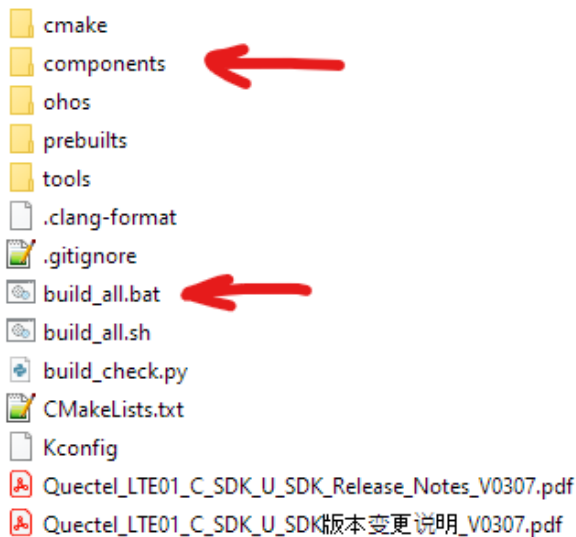 cmake
components
ohos
prebuilts
tools
.clang-format
.gitignore
build_all.bat
build_all.sh
build_check.py
CMakeLists.txt
Kconfig
Quectel_LTE01_C_SDK_U_SDK_Release_Notes_V0307.pdf
Quectel_LTE01_C_SDK_U_SDK版本变更说明_V0307.pdf